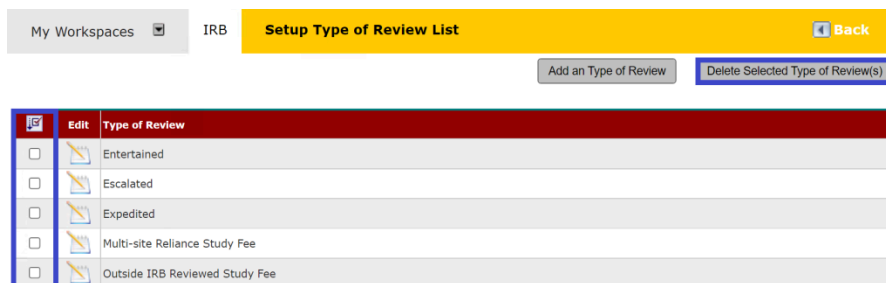 My Workspaces IRB Setup Type of Review List Back
Add an Type of Review Delete Selected Type of Review(s)
Edit Type of Review
Entertained
Escalated
Expedited
Multi-site Reliance Study Fee
Outside IRB Reviewed Study Fee